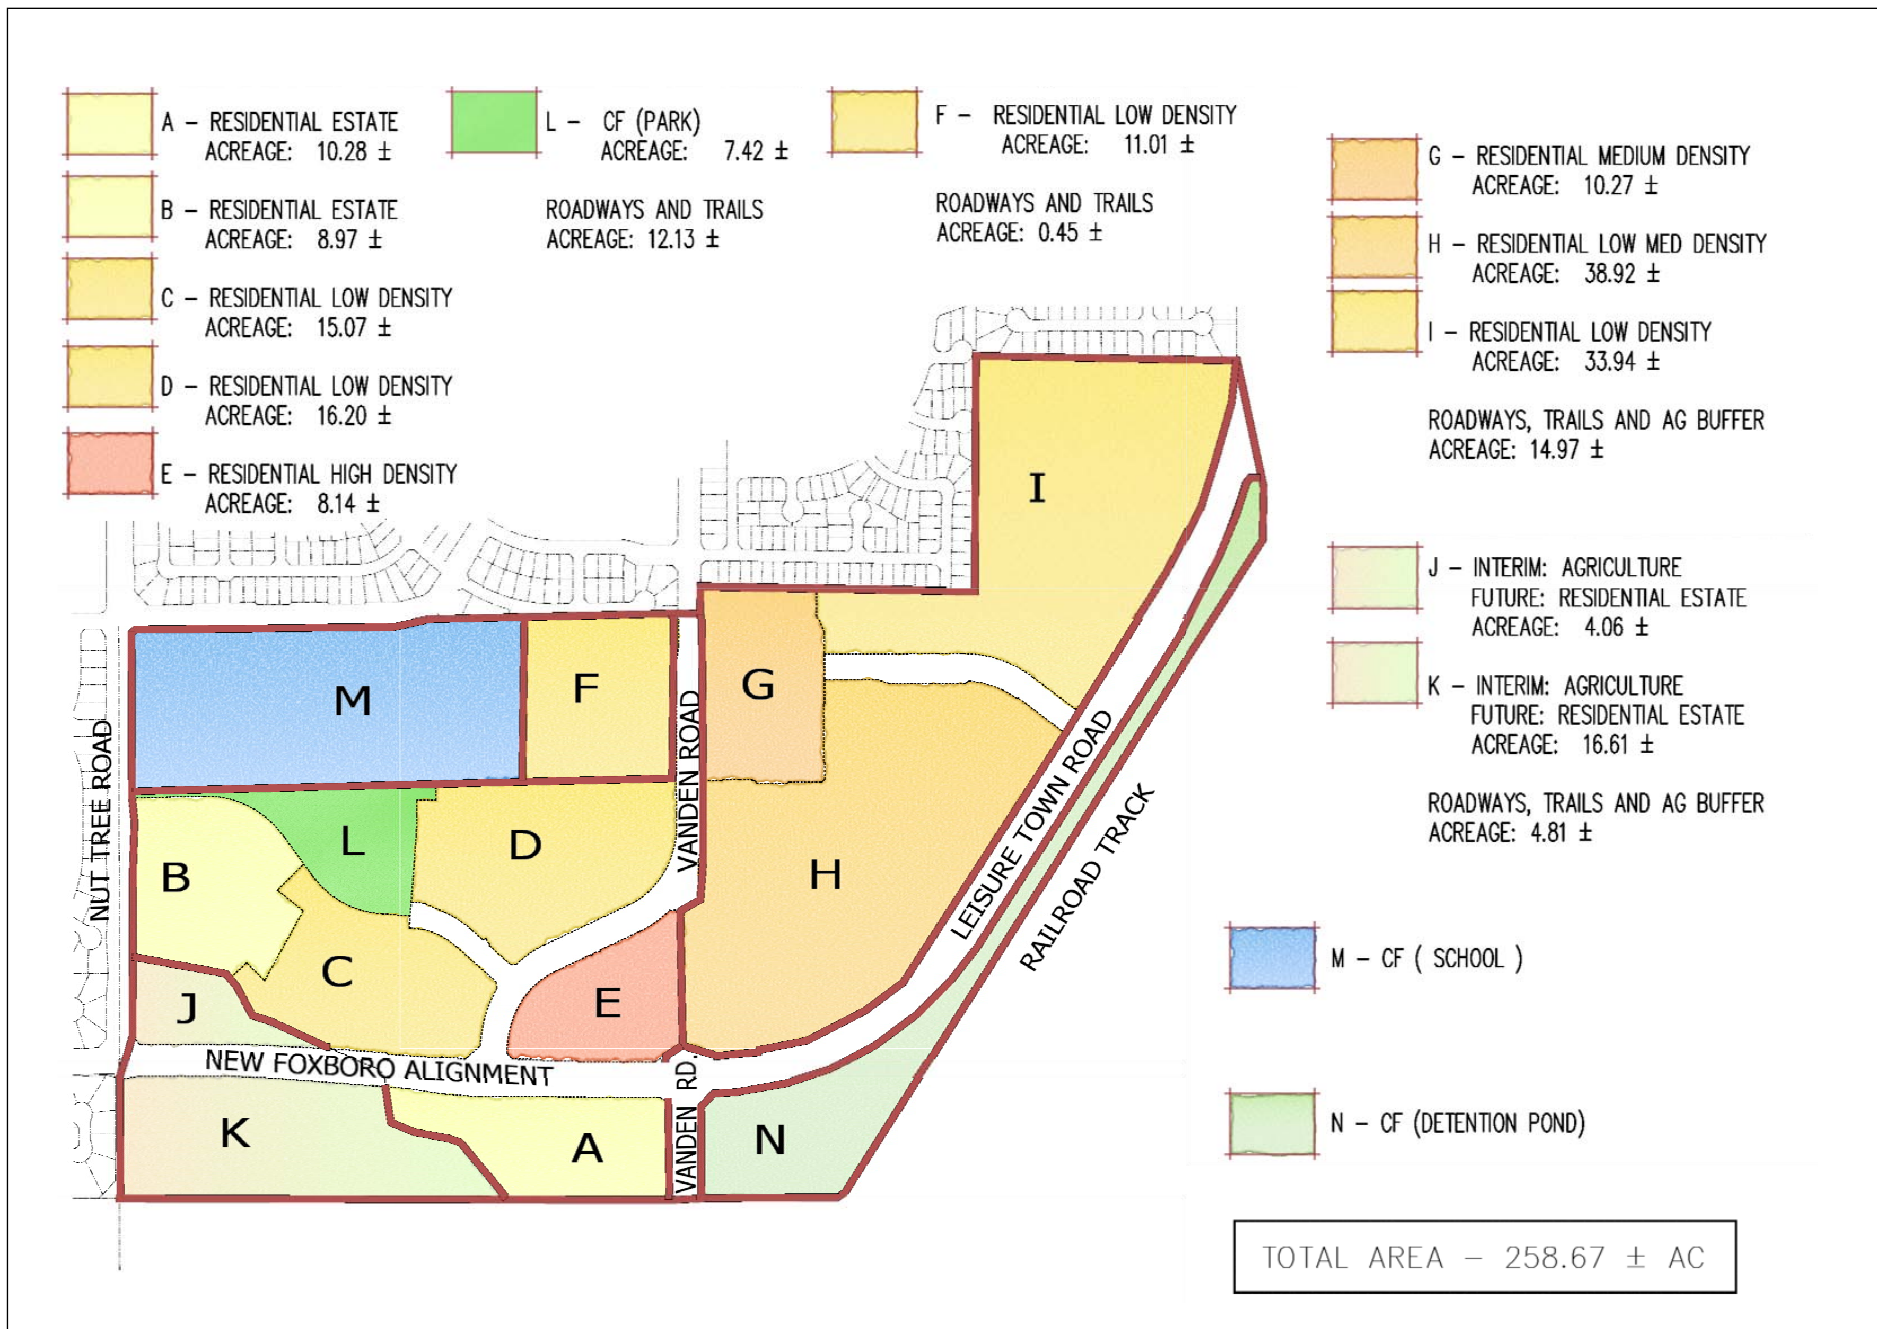 A – RESIDENTIAL ESTATE
ACREAGE: 10.28 ±
B – RESIDENTIAL ESTATE
ACREAGE: 8.97 ±
C – RESIDENTIAL LOW DENSITY
ACREAGE: 15.07 ±
D – RESIDENTIAL LOW DENSITY
ACREAGE: 16.20 ±
E – RESIDENTIAL HIGH DENSITY
ACREAGE: 8.14 ±
L – CF (PARK)
ACREAGE: 7.42 ±
ROADWAYS AND TRAILS
ACREAGE: 12.13 ±
F – RESIDENTIAL LOW DENSITY
ACREAGE: 11.01 ±
ROADWAYS AND TRAILS
ACREAGE: 0.45 ±
G – RESIDENTIAL MEDIUM DENSITY
ACREAGE: 10.27 ±
H – RESIDENTIAL LOW MED DENSITY
ACREAGE: 38.92 ±
I – RESIDENTIAL LOW DENSITY
ACREAGE: 33.94 ±
ROADWAYS, TRAILS AND AG BUFFER
ACREAGE: 14.97 ±
J – INTERIM: AGRICULTURE
FUTURE: RESIDENTIAL ESTATE
ACREAGE: 4.06 ±
K – INTERIM: AGRICULTURE
FUTURE: RESIDENTIAL ESTATE
ACREAGE: 16.61 ±
ROADWAYS, TRAILS AND AG BUFFER
ACREAGE: 4.81 ±
M – CF ( SCHOOL )
N – CF (DETENTION POND)
I
M
F
G
NUT TREE ROAD
VANDEN ROAD
L
D
B
H
LEISURE TOWN ROAD
RAILROAD TRACK
C
J
E
NEW FOXBORO ALIGNMENT
VANDEN RD.
K
A
N
TOTAL AREA – 258.67 ± AC